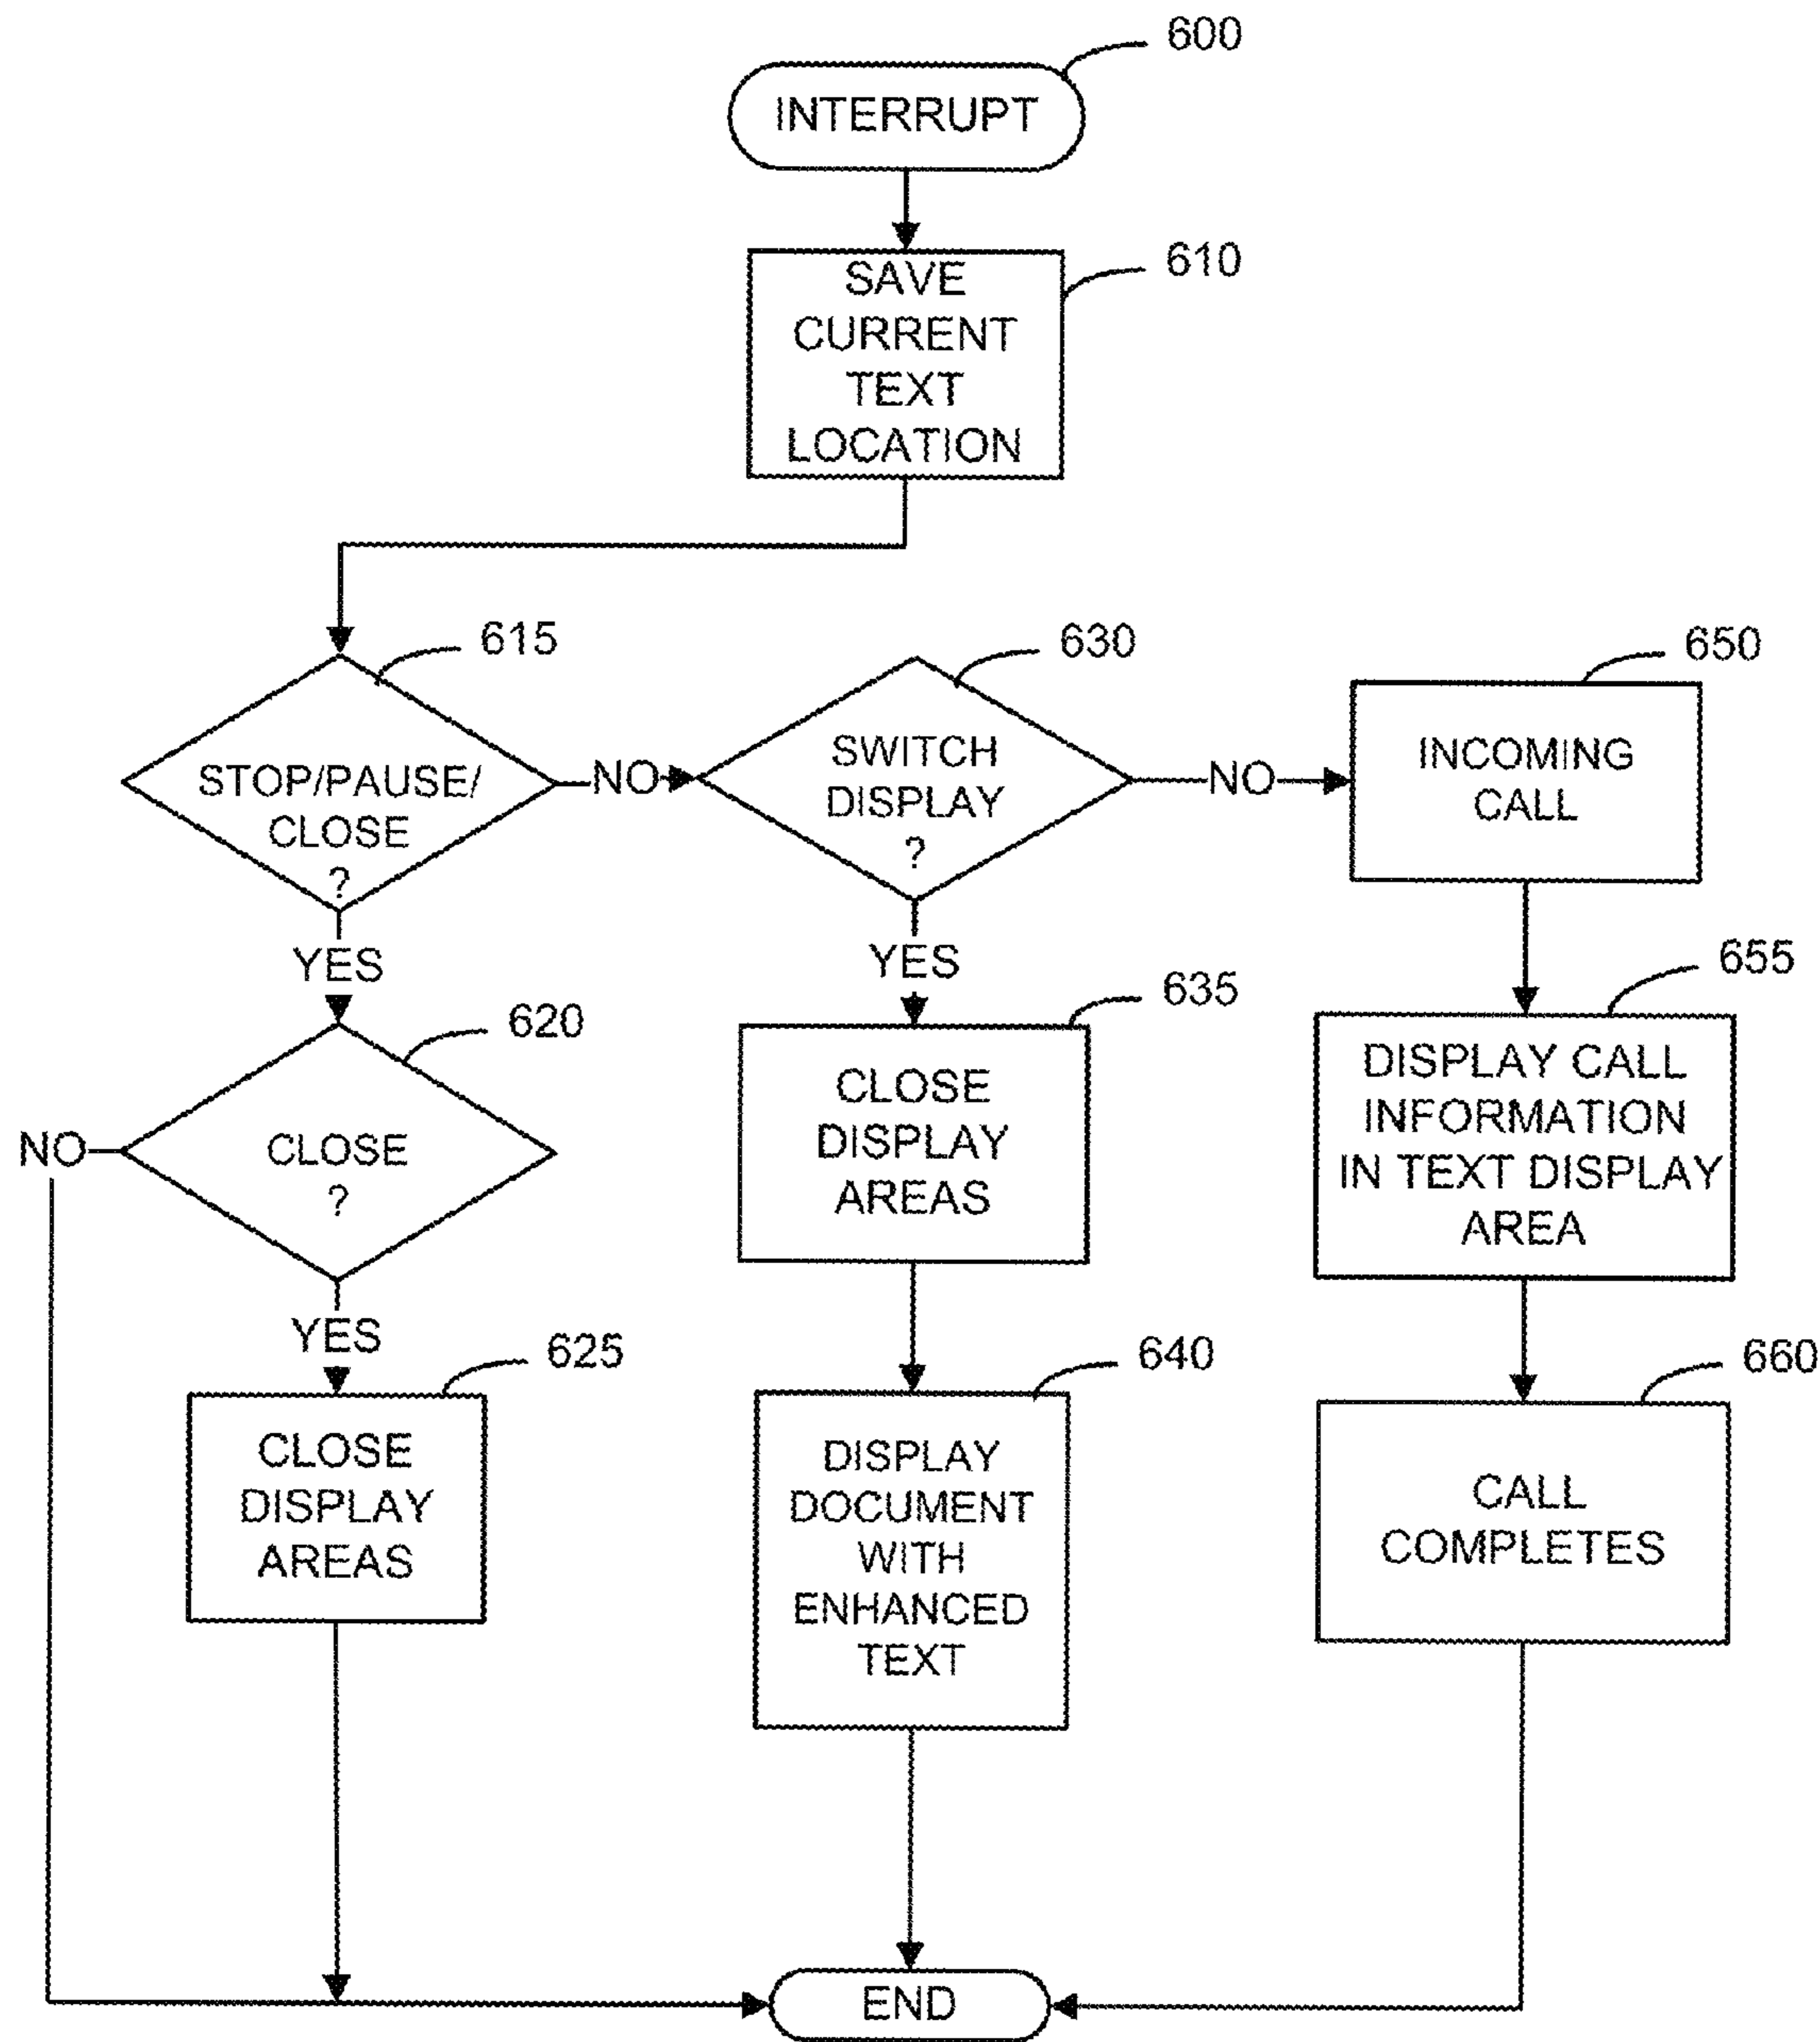 600
INTERRUPT
610
SAVE
CURRENT
TEXT
LOCATION
615
STOP/PAUSE/
CLOSE
?
NO
630
SWITCH
DISPLAY
?
NO
650
INCOMING
CALL
YES
YES
620
CLOSE
?
NO
635
CLOSE
DISPLAY
AREAS
655
DISPLAY CALL
INFORMATION
IN TEXT DISPLAY
AREA
YES
625
CLOSE
DISPLAY
AREAS
640
DISPLAY
DOCUMENT
WITH
ENHANCED
TEXT
660
CALL
COMPLETES
END